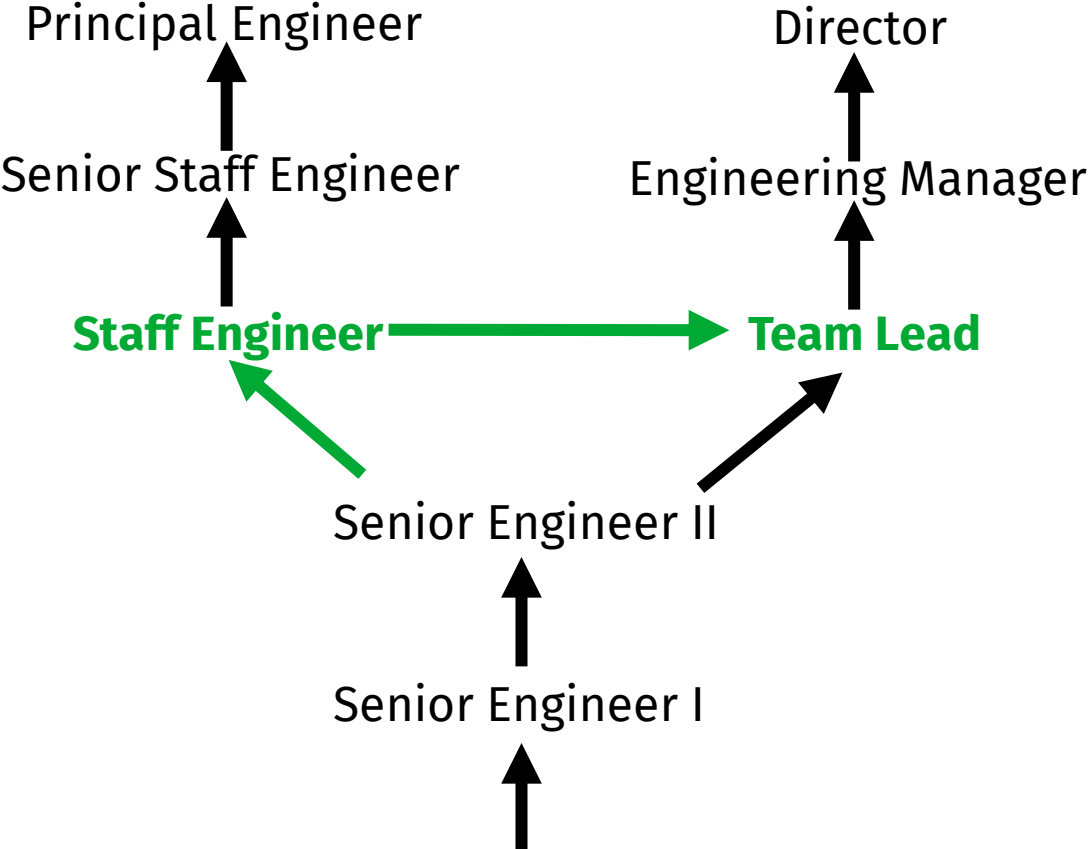 Principal Engineer
Director
Senior Staff Engineer
Engineering Manager
Staff Engineer
Team Lead
Senior Engineer II
Senior Engineer I